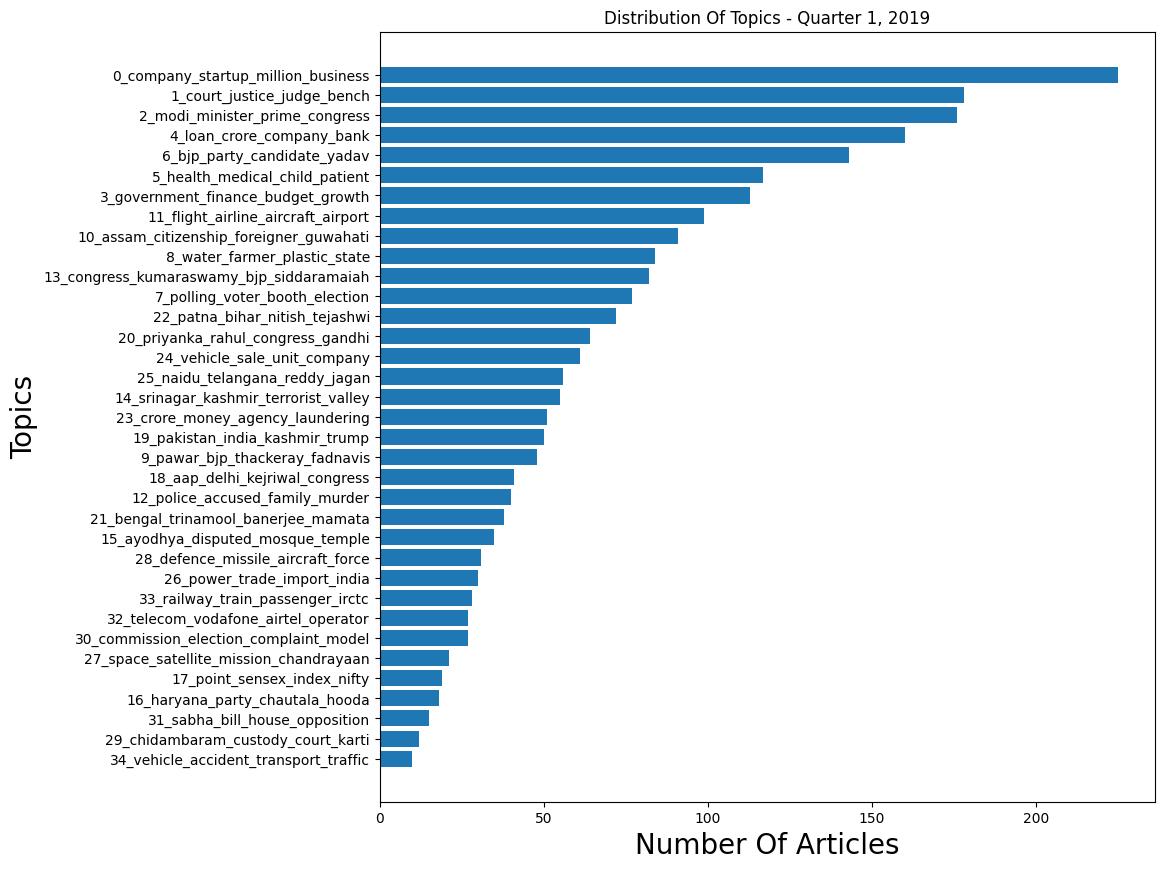 Distribution Of Topics - Quarter 1, 2019
0_company_startup_million_business
1_court_justice_judge_bench
2_modi_minister_prime_congress
4_loan_crore_company_bank
6_bjp_party_candidate_yadav
5_health_medical_child_patient
3_government_finance_budget_growth
11_flight_airline_aircraft_airport
10_assam_citizenship_foreigner_guwahati
8_water_farmer_plastic_state
13_congress_kumaraswamy_bjp_siddaramaiah
7_polling_voter_booth_election
22_patna_bihar_nitish_tejashwi
20_priyanka_rahul_congress_gandhi
24_vehicle_sale_unit_company
25_naidu_telangana_reddy_jagan
14_srinagar_kashmir_terrorist_valley
23_crore_money_agency_laundering
19_pakistan_india_kashmir_trump
9_pawar_bjp_thackeray_fadnavis
18_aap_delhi_kejriwal_congress
12_police_accused_family_murder
21_bengal_trinamool_banerjee_mamata
15_ayodhya_disputed_mosque_temple
28_defence_missile_aircraft_force
26_power_trade_import_india
33_railway_train_passenger_irctc
32_telecom_vodafone_airtel_operator
30_commission_election_complaint_model
27_space_satellite_mission_chandrayaan
17_point_sensex_index_nifty
16_haryana_party_chautala_hooda
31_sabha_bill_house_opposition
29_chidambaram_custody_court_karti
34_vehicle_accident_transport_traffic
Topics
0 50 100 150 200
Number Of Articles